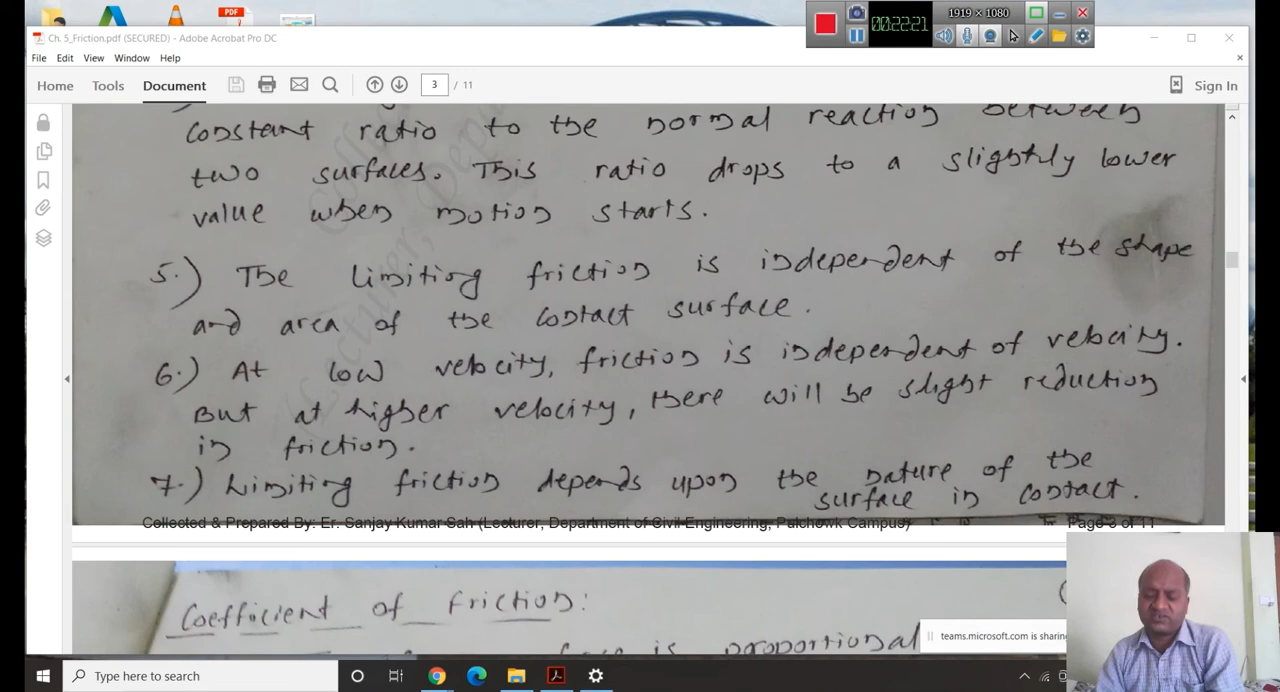 PDF
00:22:21
1919 × 1080
Ch. 5_Friction.pdf (SECURED) - Adobe Acrobat Pro DC
File Edit View Window Help
Home Tools Document 3 / 11 Sign In
constant ratio to the normal reaction between
two surfaces. This ratio drops to a slightly lower
value when motion starts.
5.) The limiting friction is independent of the shape
and area of the contact surface.
6.) At low velocity, friction is independent of velocity.
But at higher velocity, there will be slight reduction
in friction.
7.) Limiting friction depends upon the nature of the
surface in contact.
Collected & Prepared By: Er. Sanjay Kumar Sah (Lecturer, Department of Civil Engineering, Pulchowk Campus) Page 3 of 11
Coefficient of Friction:
is proportional
teams.microsoft.com is sharing
Type here to search